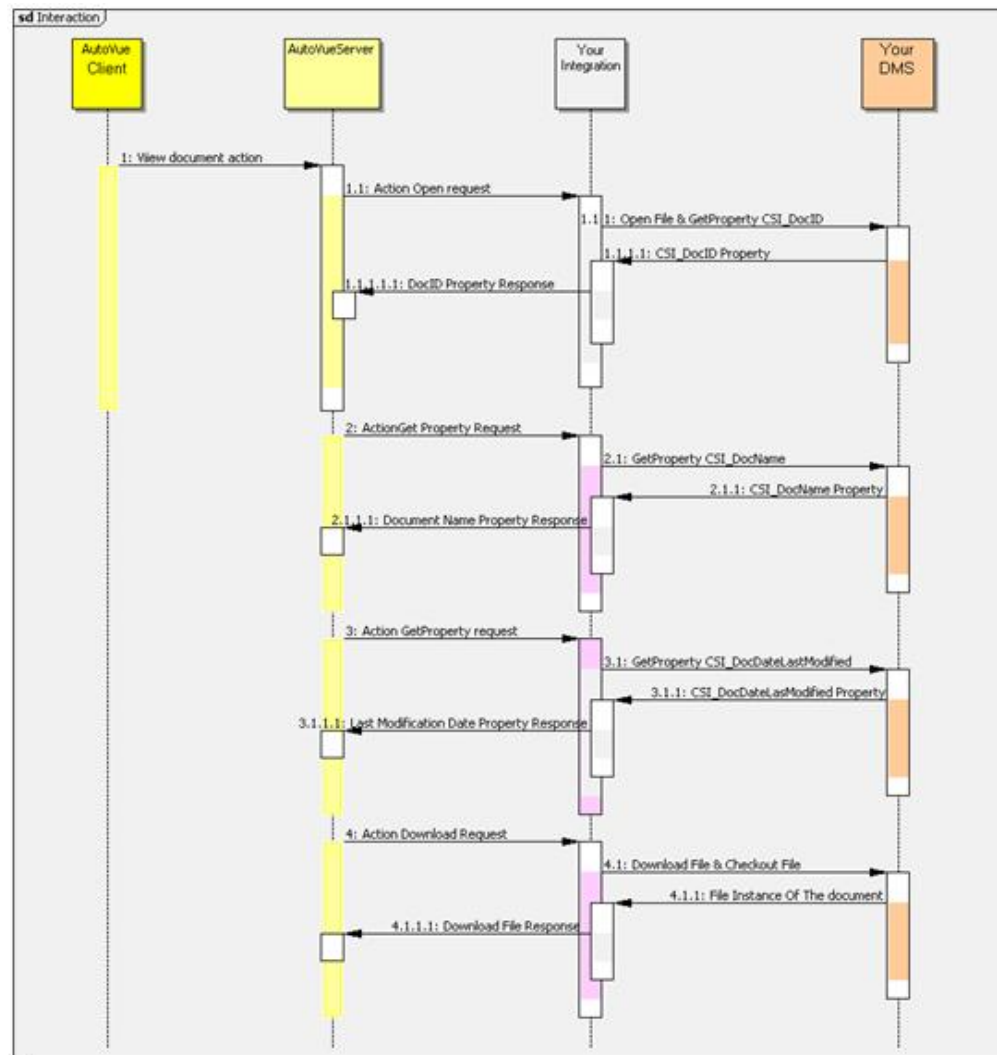 sd Interaction
AutoVue
Client
AutoVueServer
Your
Integration
Your
DMS
1: View document action
1.1: Action Open request
1.1.1: Open File & GetProperty CSI_DocID
1.1.1.1: CSI_DocID Property
1.1.1.1.1: DocID Property Response
2: ActionGet Property Request
2.1: GetProperty CSI_DocName
2.1.1: CSI_DocName Property
2.1.1.1: Document Name Property Response
3: Action GetProperty request
3.1: GetProperty CSI_DocDateLastModified
3.1.1: CSI_DocDateLasModified Property
3.1.1.1: Last Modification Date Property Response
4: Action Download Request
4.1: Download File & Checkout File
4.1.1: File Instance Of The document
4.1.1.1: Download File Response